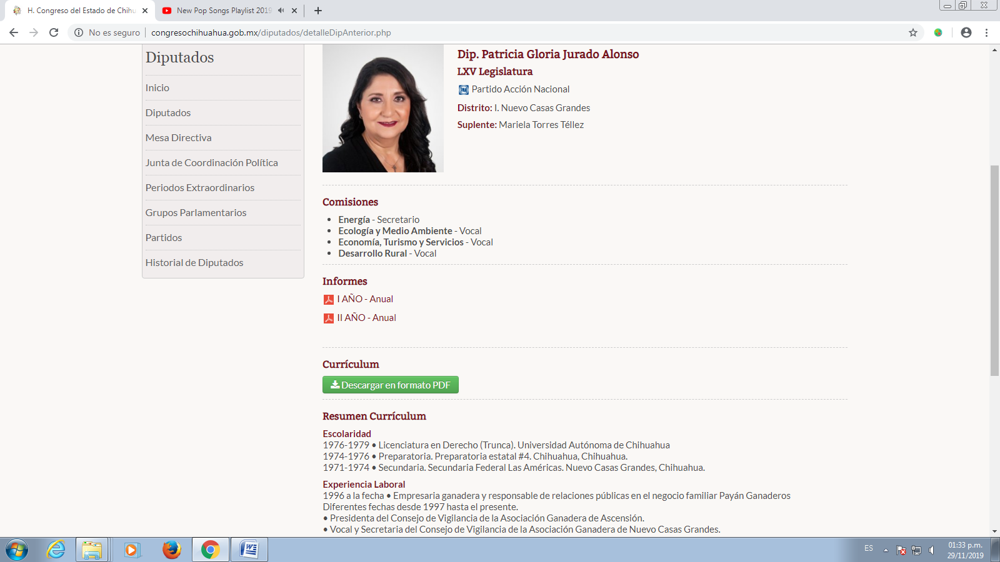 H. Congreso del Estado de Chihu
New Pop Songs Playlist 2019
No es seguro
congresochihuahua.gob.mx/diputados/detalleDipAnterior.php
Diputados
Inicio
Diputados
Mesa Directiva
Junta de Coordinación Política
Periodos Extraordinarios
Grupos Parlamentarios
Partidos
Historial de Diputados
Dip. Patricia Gloria Jurado Alonso
LXV Legislatura
PAN Partido Acción Nacional
Distrito: I. Nuevo Casas Grandes
Suplente: Mariela Torres Téllez
Comisiones
• Energía - Secretario
• Ecología y Medio Ambiente - Vocal
• Economía, Turismo y Servicios - Vocal
• Desarrollo Rural - Vocal
Informes
I AÑO - Anual
II AÑO - Anual
Currículum
Descargar en formato PDF
Resumen Currículum
Escolaridad
1976-1979 • Licenciatura en Derecho (Trunca). Universidad Autónoma de Chihuahua
1974-1976 • Preparatoria. Preparatoria estatal #4. Chihuahua, Chihuahua.
1971-1974 • Secundaria. Secundaria Federal Las Américas. Nuevo Casas Grandes, Chihuahua.
Experiencia Laboral
1996 a la fecha • Empresaria ganadera y responsable de relaciones públicas en el negocio familiar Payán Ganaderos
Diferentes fechas desde 1997 hasta el presente.
• Presidenta del Consejo de Vigilancia de la Asociación Ganadera de Ascensión.
• Vocal y Secretaria del Consejo de Vigilancia de la Asociación Ganadera de Nuevo Casas Grandes.
ES
01:33 p.m.
29/11/2019